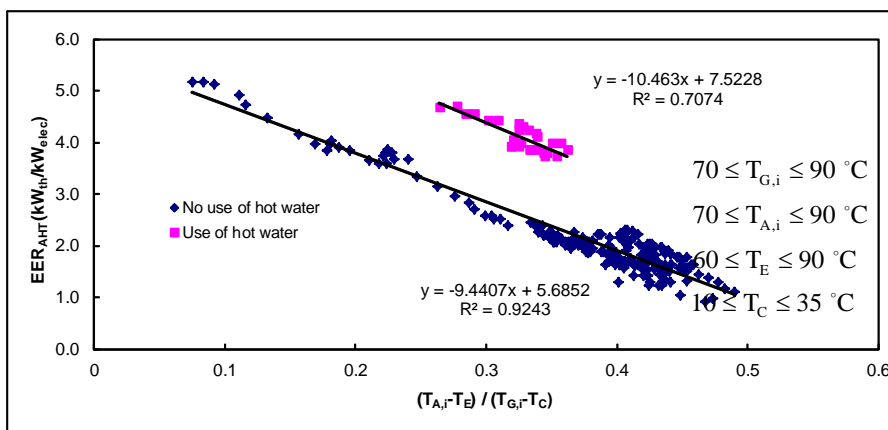 6.0
5.0
4.0
3.0
2.0
1.0
0.0
EER_AHT (kW_th/kW_elec)
y = -10.463x + 7.5228
R² = 0.7074
No use of hot water
Use of hot water
70 ≤ T_G,i ≤ 90 °C
70 ≤ T_A,i ≤ 90 °C
60 ≤ T_E ≤ 90 °C
10 ≤ T_C ≤ 35 °C
y = -9.4407x + 5.6852
R² = 0.9243
0 0.1 0.2 0.3 0.4 0.5 0.6
(T_A,i-T_E) / (T_G,i-T_C)